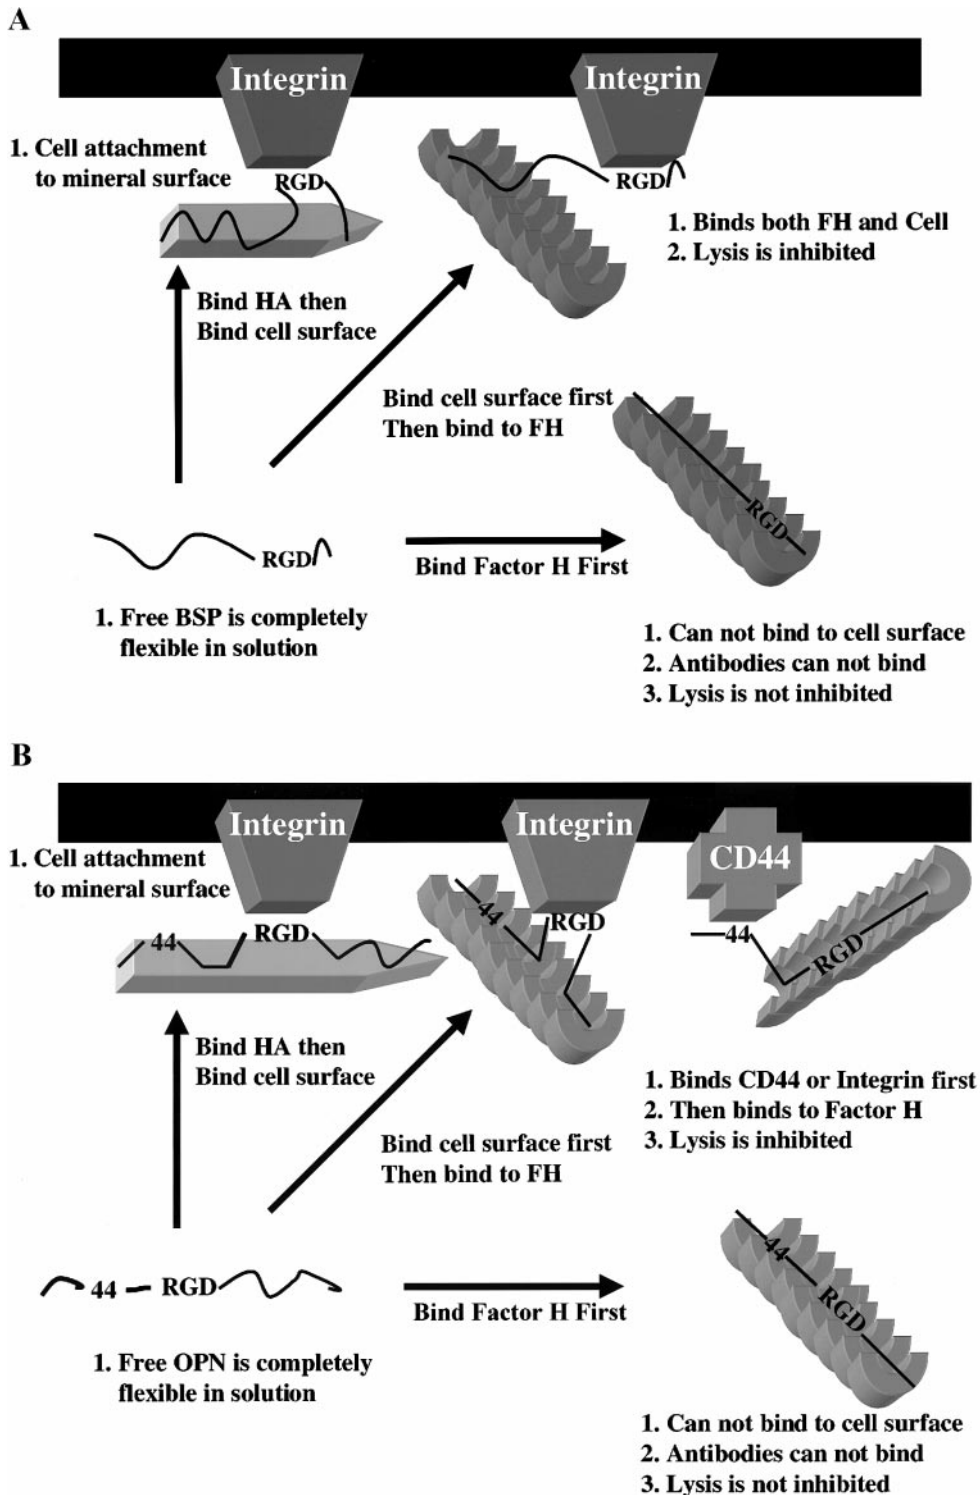 A
Integrin
Integrin
1. Cell attachment
to mineral surface
RGD
RGD
1. Binds both FH and Cell
2. Lysis is inhibited
Bind HA then
Bind cell surface
Bind cell surface first
Then bind to FH
RGD
RGD
Bind Factor H First
1. Free BSP is completely
flexible in solution
1. Can not bind to cell surface
2. Antibodies can not bind
3. Lysis is not inhibited
B
Integrin
Integrin
CD44
1. Cell attachment
to mineral surface
44
RGD
44
RGD
44
RGD
Bind HA then
Bind cell surface
1. Binds CD44 or Integrin first
2. Then binds to Factor H
3. Lysis is inhibited
Bind cell surface first
Then bind to FH
44
RGD
44
RGD
Bind Factor H First
1. Free OPN is completely
flexible in solution
1. Can not bind to cell surface
2. Antibodies can not bind
3. Lysis is not inhibited